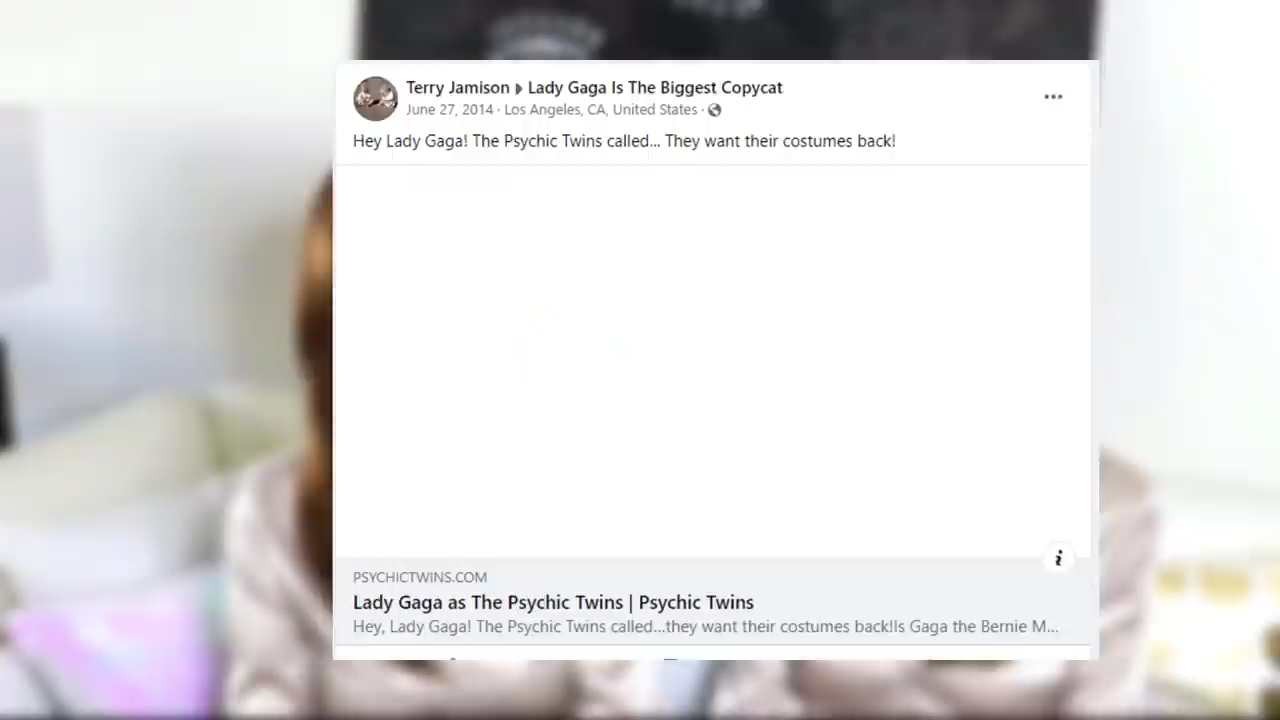 Terry Jamison ▸ Lady Gaga Is The Biggest Copycat
June 27, 2014 · Los Angeles, CA, United States ·
Hey Lady Gaga! The Psychic Twins called... They want their costumes back!
PSYCHICTWINS.COM
Lady Gaga as The Psychic Twins | Psychic Twins
Hey, Lady Gaga! The Psychic Twins called...they want their costumes back!Is Gaga the Bernie M...